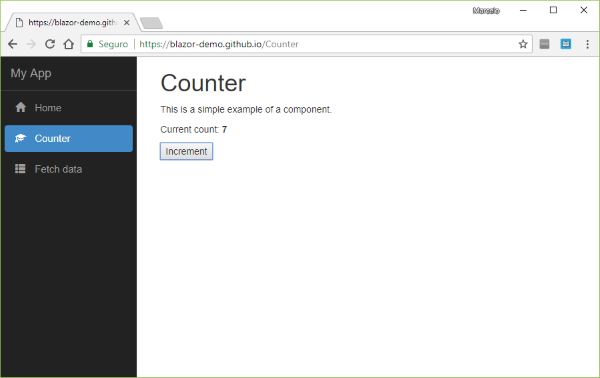 Marcelo
https://blazor-demo.githu
Seguro
https://blazor-demo.github.io/Counter
My App
Home
Counter
Fetch data
Counter
This is a simple example of a component.
Current count: 7
Increment